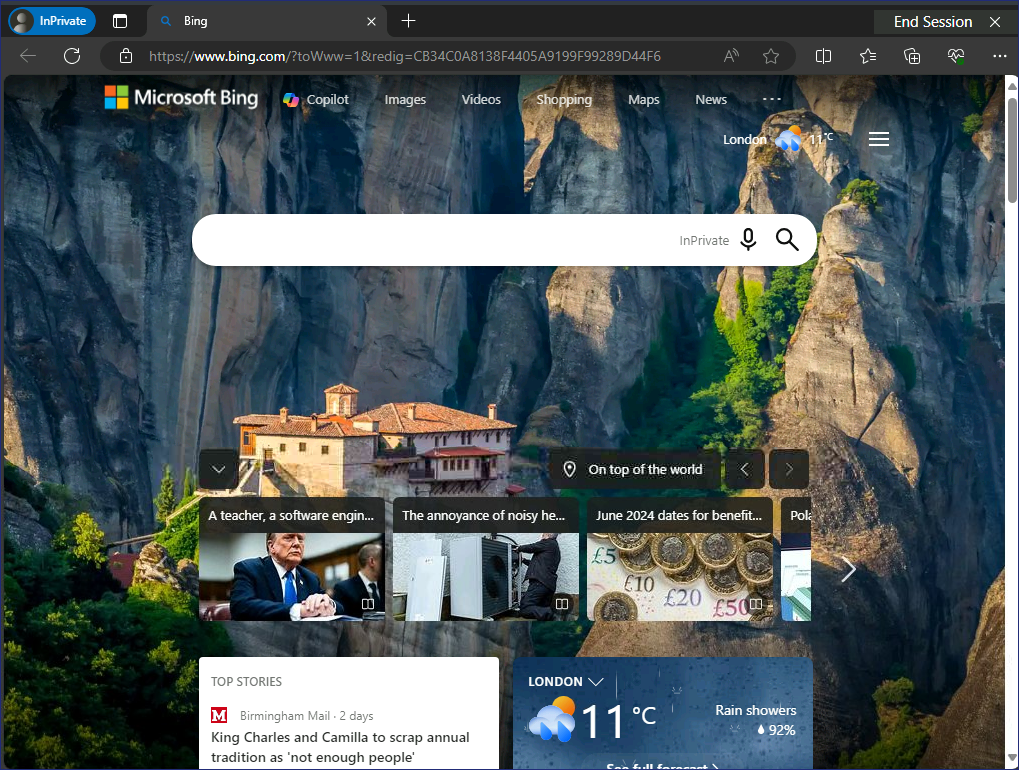 InPrivate
Bing
End Session
https://www.bing.com/?toWww=1&redig=CB34C0A8138F4405A9199F99289D44F6
Microsoft Bing
Copilot
Images
Videos
Shopping
Maps
News
London
11°C
InPrivate
On top of the world
A teacher, a software engin...
The annoyance of noisy he...
June 2024 dates for benefit...
Pola
£5
£10
£20
£50
TOP STORIES
M
Birmingham Mail · 2 days
King Charles and Camilla to scrap annual
tradition as 'not enough people'
LONDON
11 °C
Rain showers
92%
See full forecast